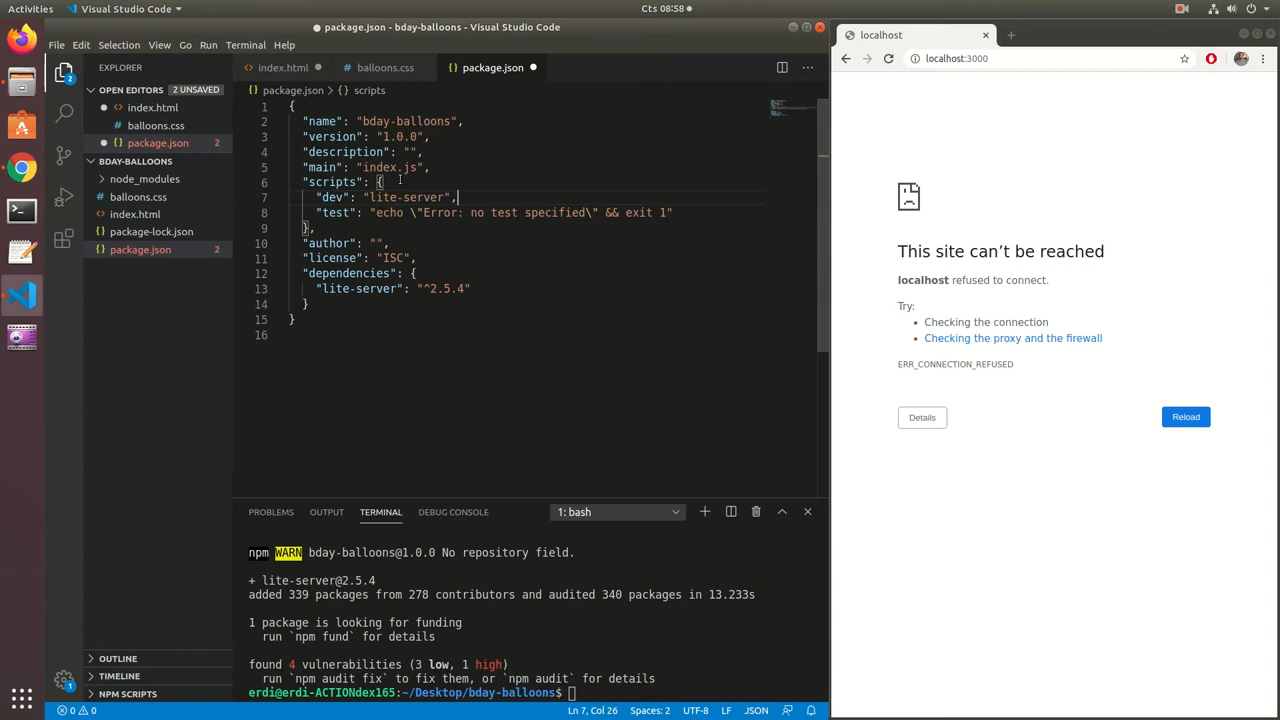 Activities
Visual Studio Code
Cts 08:58
package.json - bday-balloons - Visual Studio Code
File Edit Selection View Go Run Terminal Help
EXPLORER
OPEN EDITORS 2 UNSAVED
index.html
balloons.css
package.json 2
BDAY-BALLOONS
node_modules
balloons.css
index.html
package-lock.json
package.json 2
OUTLINE
TIMELINE
NPM SCRIPTS
2
1
index.html
balloons.css
package.json
package.json > {} scripts
1 {
2 "name": "bday-balloons",
3 "version": "1.0.0",
4 "description": "",
5 "main": "index.js",
6 "scripts": {
7 "dev": "lite-server",
8 "test": "echo \"Error: no test specified\" && exit 1"
9 },
10 "author": "",
11 "license": "ISC",
12 "dependencies": {
13 "lite-server": "^2.5.4"
14 }
15 }
16
PROBLEMS OUTPUT TERMINAL DEBUG CONSOLE
1: bash
npm WARN bday-balloons@1.0.0 No repository field.
+ lite-server@2.5.4
added 339 packages from 278 contributors and audited 340 packages in 13.233s
1 package is looking for funding
run `npm fund` for details
found 4 vulnerabilities (3 low, 1 high)
run `npm audit fix` to fix them, or `npm audit` for details
erdi@erdi-ACTIONdex165:~/Desktop/bday-balloons$
0 0
Ln 7, Col 26
Spaces: 2
UTF-8
LF
JSON
localhost
localhost:3000
This site can't be reached
localhost refused to connect.
Try:
• Checking the connection
• Checking the proxy and the firewall
ERR_CONNECTION_REFUSED
Details
Reload